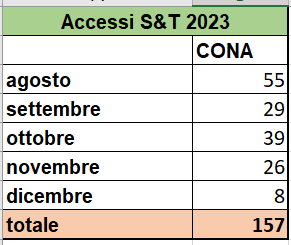 Accessi S&T 2023
CONA
agosto 55
settembre 29
ottobre 39
novembre 26
dicembre 8
totale 157